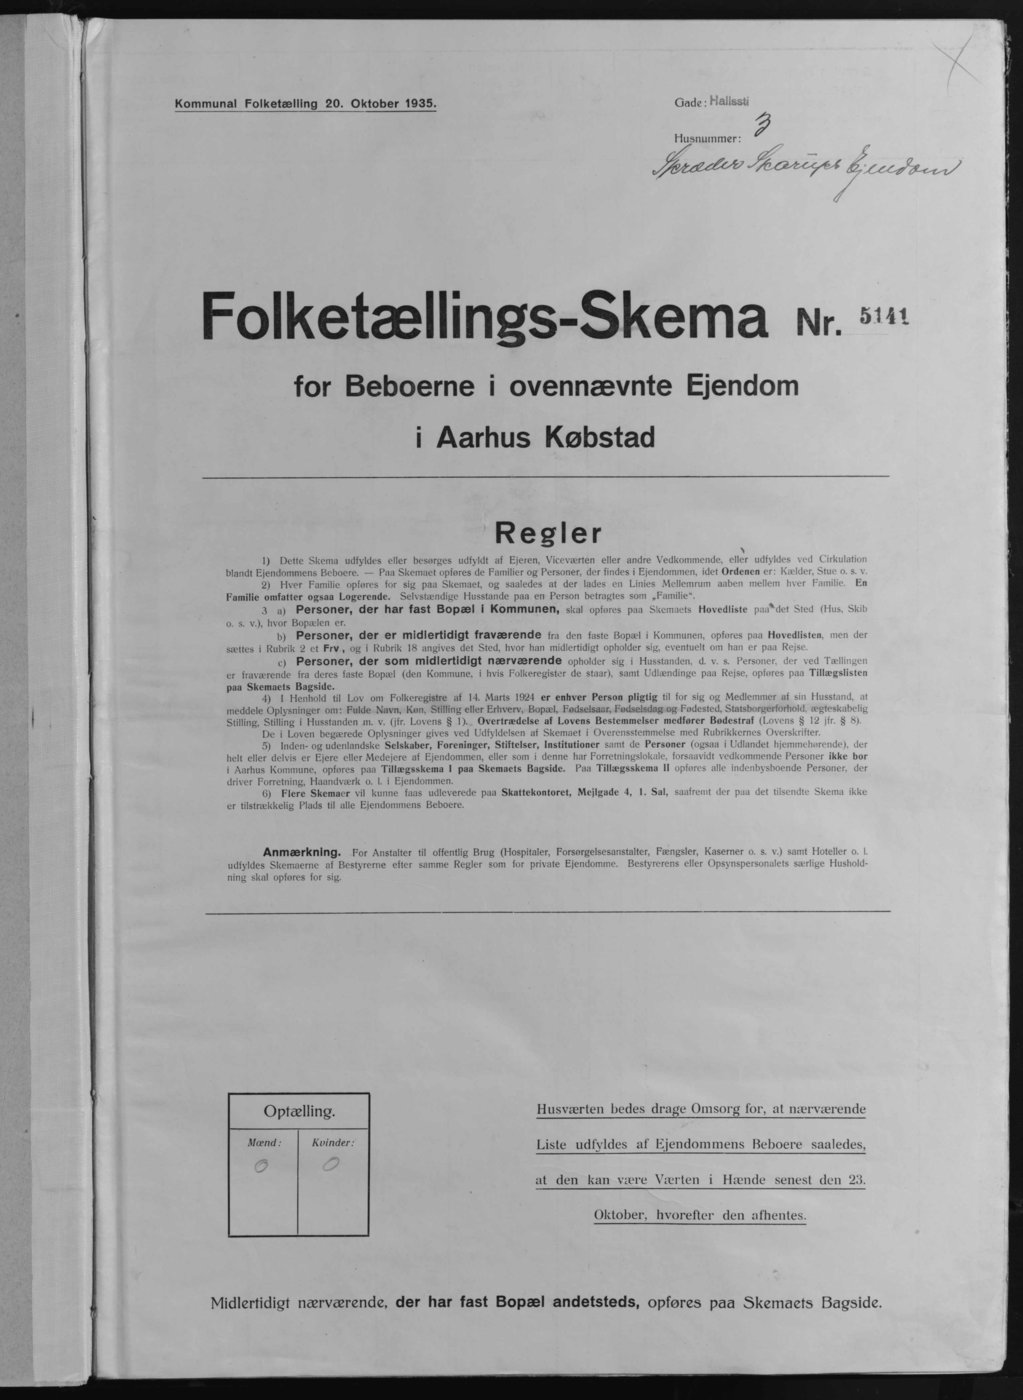 Kommunal Folketælling 20. Oktober 1935.
Gade: Hallssti
Husnummer: 3
Skræder Skarups Ejendom
Folketællings-Skema Nr. 5141
for Beboerne i ovennævnte Ejendom
i Aarhus Købstad
Regler
1) Dette Skema udfyldes eller besørges udfyldt af Ejeren, Viceværten eller andre Vedkommende, eller udfyldes ved Cirkulation
blandt Ejendommens Beboere. — Paa Skemaet opføres de Familier og Personer, der findes i Ejendommen, idet Ordenen er: Kælder, Stue o. s. v.
2) Hver Familie opføres for sig paa Skemaet, og saaledes at der lades en Linies Mellemrum aaben mellem hver Familie. En
Familie omfatter ogsaa Logerende. Selvstændige Husstande paa en Person betragtes som „Familie“.
3 a) Personer, der har fast Bopæl i Kommunen, skal opføres paa Skemaets Hovedliste paa det Sted (Hus, Skib
o. s. v.), hvor Bopælen er.
b) Personer, der er midlertidigt fraværende fra den faste Bopæl i Kommunen, opføres paa Hovedlisten, men der
sættes i Rubrik 2 et Frv., og i Rubrik 18 angives det Sted, hvor han midlertidigt opholder sig, eventuelt om han er paa Rejse.
c) Personer, der som midlertidigt nærværende opholder sig i Husstanden, d. v. s. Personer, der ved Tællingen
er fraværende fra deres faste Bopæl (den Kommune, i hvis Folkeregister de staar), samt Udlændinge paa Rejse, opføres paa Tillægslisten
paa Skemaets Bagside.
4) I Henhold til Lov om Folkeregistre af 14. Marts 1924 er enhver Person pligtig til for sig og Medlemmer af sin Husstand, at
meddele Oplysninger om: Fulde Navn, Køn, Stilling eller Erhverv, Bopæl, Fødselsaar, Fødselsdag og Fødested, Statsborgerforhold, ægteskabelig
Stilling, Stilling i Husstanden m. v. (jfr. Lovens § 1). Overtrædelse af Lovens Bestemmelser medfører Bødestraf (Lovens § 12 jfr. § 8).
De i Loven begærede Oplysninger gives ved Udfyldelsen af Skemaet i Overensstemmelse med Rubrikkernes Overskrifter.
5) Inden- og udenlandske Selskaber, Foreninger, Stiftelser, Institutioner samt de Personer (ogsaa i Udlandet hjemmehørende), der
helt eller delvis er Ejere eller Medejere af Ejendommen, eller som i denne har Forretningslokale, forsaavidt vedkommende Personer ikke bor
i Aarhus Kommune, opføres paa Tillægsskema I paa Skemaets Bagside. Paa Tillægsskema II opføres alle indenbysboende Personer, der
driver Forretning, Haandværk o. l. i Ejendommen.
6) Flere Skemaer vil kunne faas udleverede paa Skattekontoret, Mejlgade 4, 1. Sal, saafremt der paa det tilsendte Skema ikke
er tilstrækkelig Plads til alle Ejendommens Beboere.
Anmærkning. For Anstalter til offentlig Brug (Hospitaler, Forsørgelsesanstalter, Fængsler, Kaserner o. s. v.) samt Hoteller o. l.
udfyldes Skemaerne af Bestyrerne efter samme Regler som for private Ejendomme. Bestyrerens eller Opsynspersonalets særlige Hushold-
ning skal opføres for sig.
Optælling.
Mænd: Kvinder:
0 0
Husværten bedes drage Omsorg for, at nærværende
Liste udfyldes af Ejendommens Beboere saaledes,
at den kan være Værten i Hænde senest den 23.
Oktober, hvorefter den afhentes.
Midlertidigt nærværende, der har fast Bopæl andetsteds, opføres paa Skemaets Bagside.